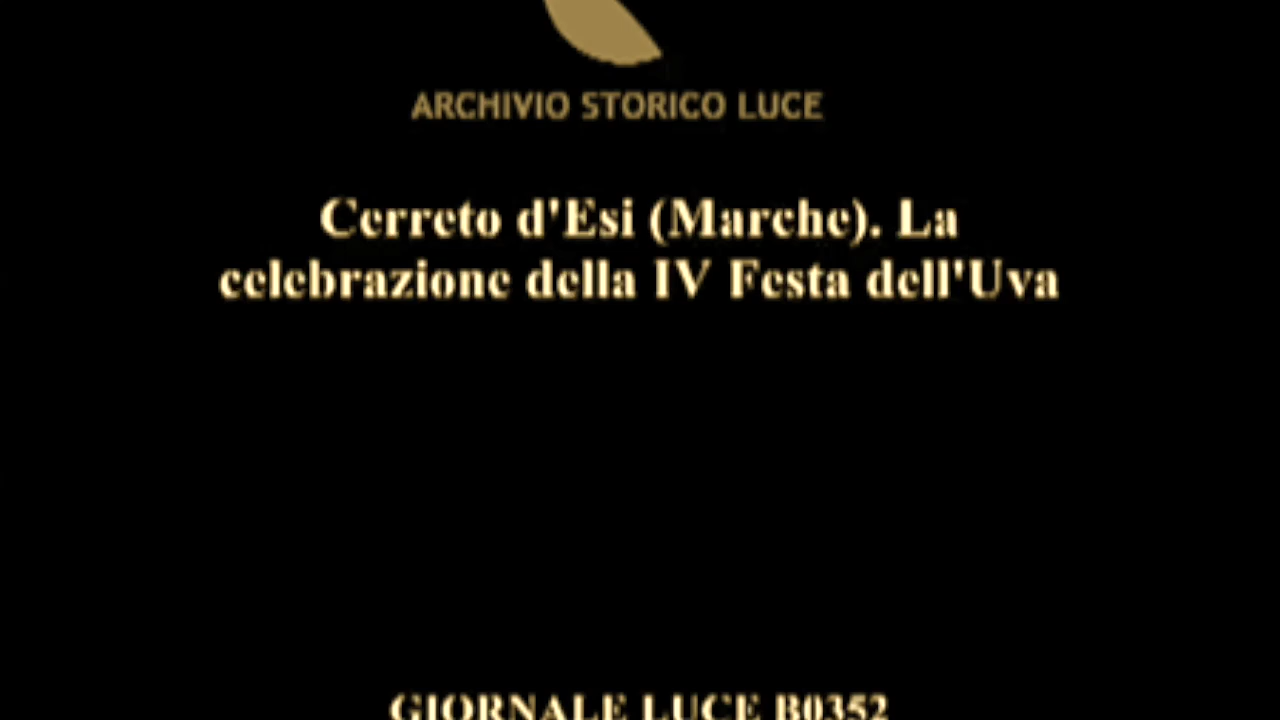 ARCHIVIO STORICO LUCE
Cerreto d'Esi (Marche). La
celebrazione della IV Festa dell'Uva
GIORNALE LUCE B0352